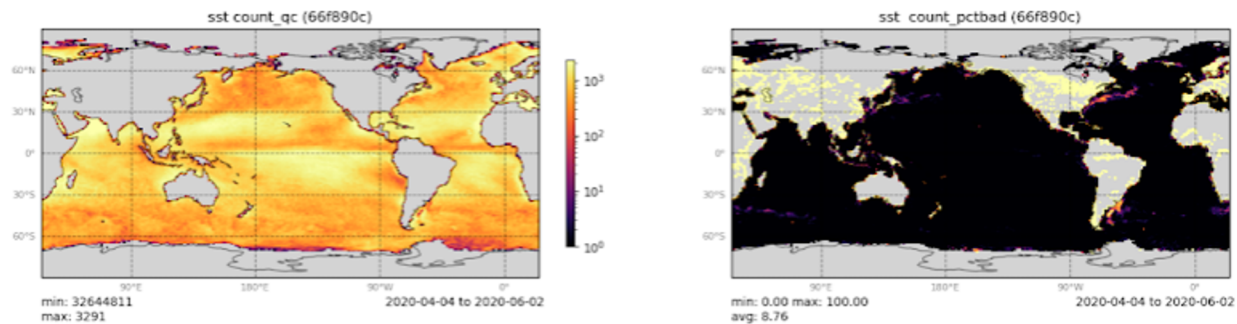 sst count_qc (66f890c)
60°N
30°N
0°
30°S
60°S
90°E
180°E
90°W
0°
10³
10²
10¹
10⁰
min: 32644811
2020-04-04 to 2020-06-02
max: 3291
sst  count_pctbad (66f890c)
60°N
30°N
0°
30°S
60°S
90°E
180°E
90°W
0°
min: 0.00 max: 100.00
2020-04-04 to 2020-06-02
avg: 8.76